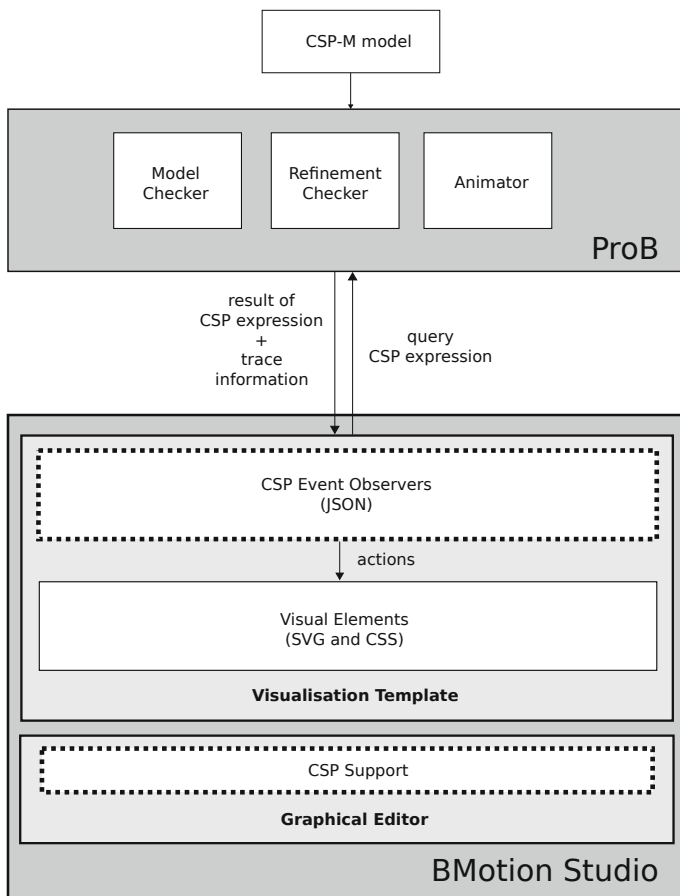 CSP-M model
Model
Checker
Refinement
Checker
Animator
ProB
result of
CSP expression
+
trace
information
query
CSP expression
CSP Event Observers
(JSON)
actions
Visual Elements
(SVG and CSS)
Visualisation Template
CSP Support
Graphical Editor
BMotion Studio